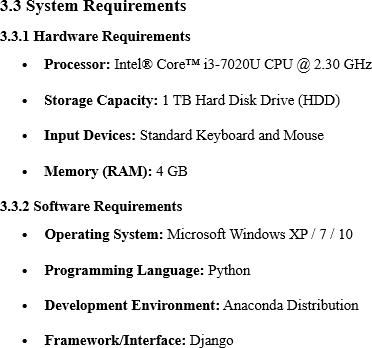 3.3 System Requirements
3.3.1 Hardware Requirements
• Processor: Intel® Core™ i3-7020U CPU @ 2.30 GHz
• Storage Capacity: 1 TB Hard Disk Drive (HDD)
• Input Devices: Standard Keyboard and Mouse
• Memory (RAM): 4 GB
3.3.2 Software Requirements
• Operating System: Microsoft Windows XP / 7 / 10
• Programming Language: Python
• Development Environment: Anaconda Distribution
• Framework/Interface: Django